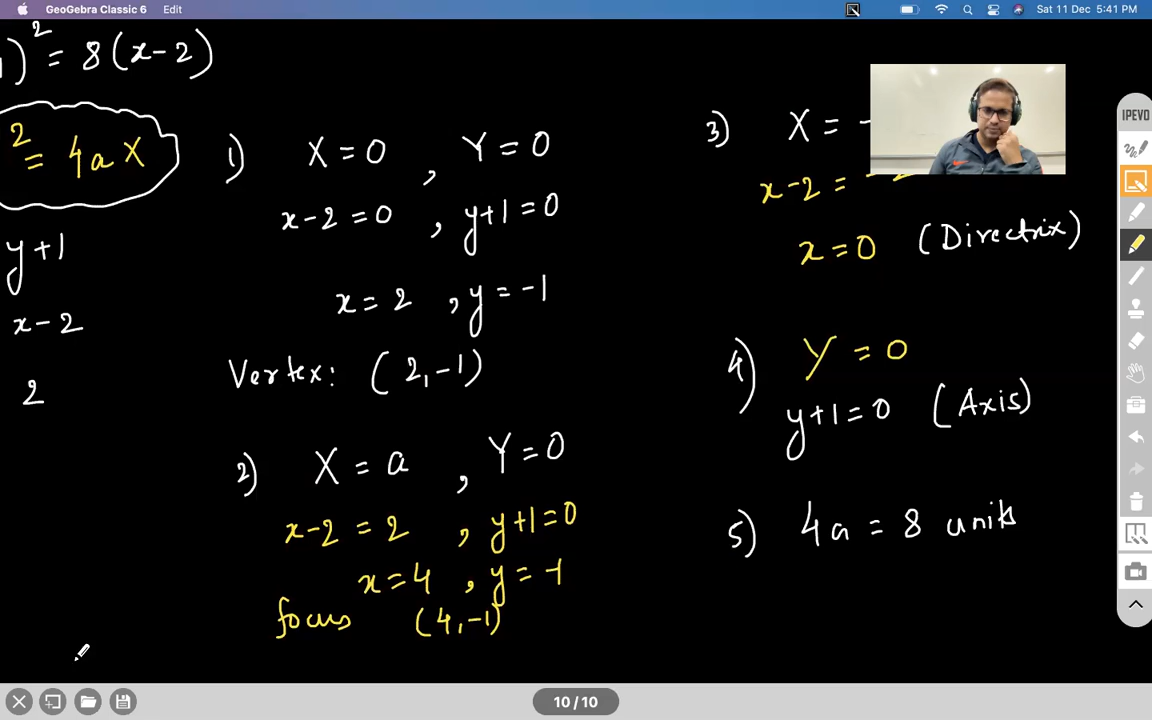 GeoGebra Classic 6 Edit Sat 11 Dec 5:41 PM
)² = 8(x-2)
² = 4aX
y+1
x-2
2
1) X=0 , Y=0
x-2=0 , y+1=0
x=2 , y=-1
Vertex: (2,-1)
2) X=a , Y=0
x-2=2 , y+1=0
x=4 , y=-1
focus (4,-1)
3) X=-
x-2=
x=0 (Directrix)
4) Y=0
y+1=0 (Axis)
5) 4a=8 units
IPEVO
10/10